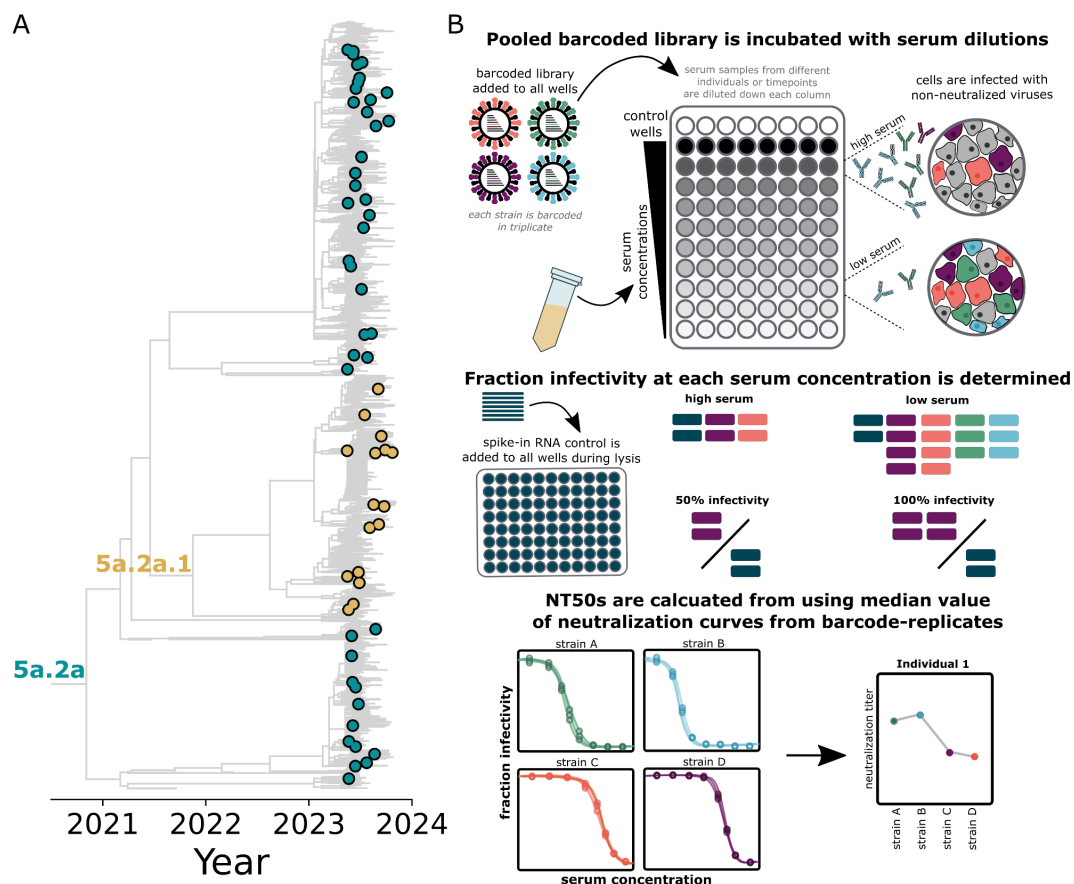 A
5a.2a.1
5a.2a
2021
2022
2023
2024
Year
B
Pooled barcoded library is incubated with serum dilutions
barcoded library
added to all wells
each strain is barcoded
in triplicate
serum samples from different
individuals or timepoints
are diluted down each column
control
wells
serum
concentrations
cells are infected with
non-neutralized viruses
high serum
low serum
Fraction infectivity at each serum concentration is determined
spike-in RNA control is
added to all wells during lysis
high serum
low serum
50% infectivity
100% infectivity
NT50s are calcuated from using median value
of neutralization curves from barcode-replicates
fraction infectivity
strain A
strain B
strain C
strain D
serum concentration
Individual 1
neutralization titer
strain A
strain B
strain C
strain D